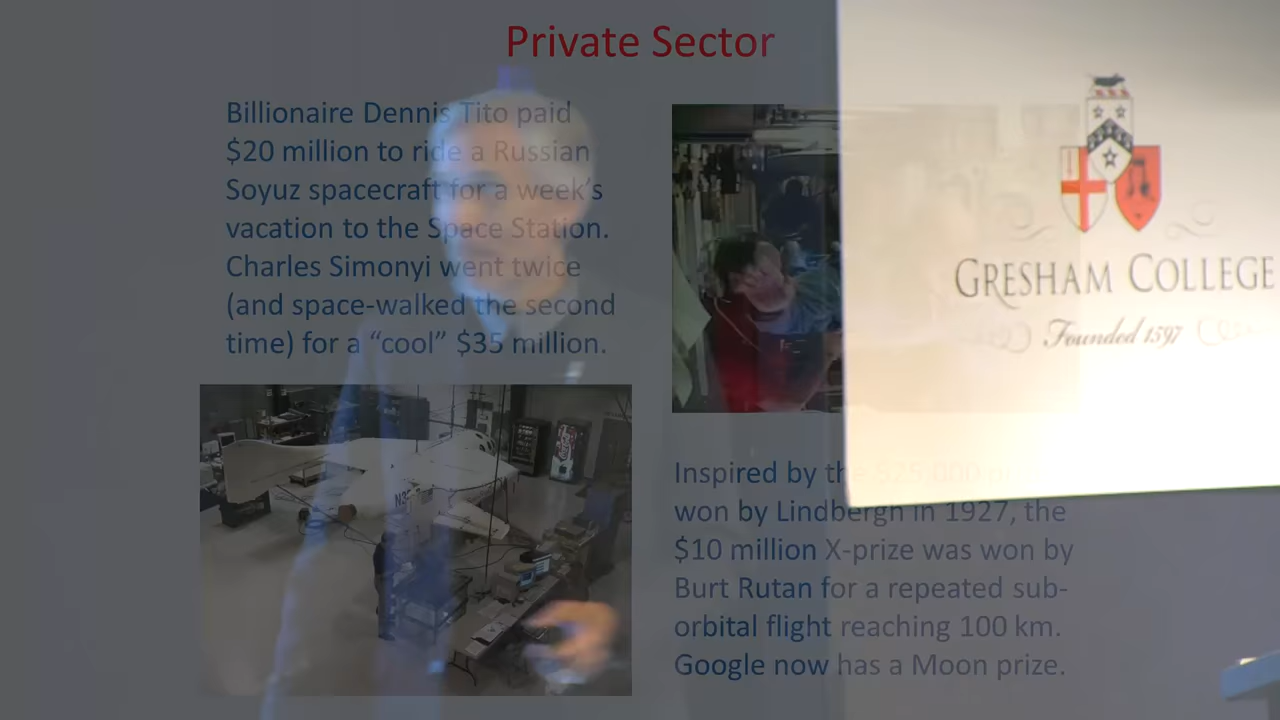 Private Sector
Billionaire Dennis Tito paid
$20 million to ride a Russian
Soyuz spacecraft for a week's
vacation to the Space Station.
Charles Simonyi went twice
(and space-walked the second
time) for a “cool” $35 million.
Inspired by the $25,000
won by Lindbergh in 1927, the
$10 million X-prize was won by
Burt Rutan for a repeated sub-
orbital flight reaching 100 km.
Google now has a Moon prize.
GRESHAM COLLEGE
Founded 1597